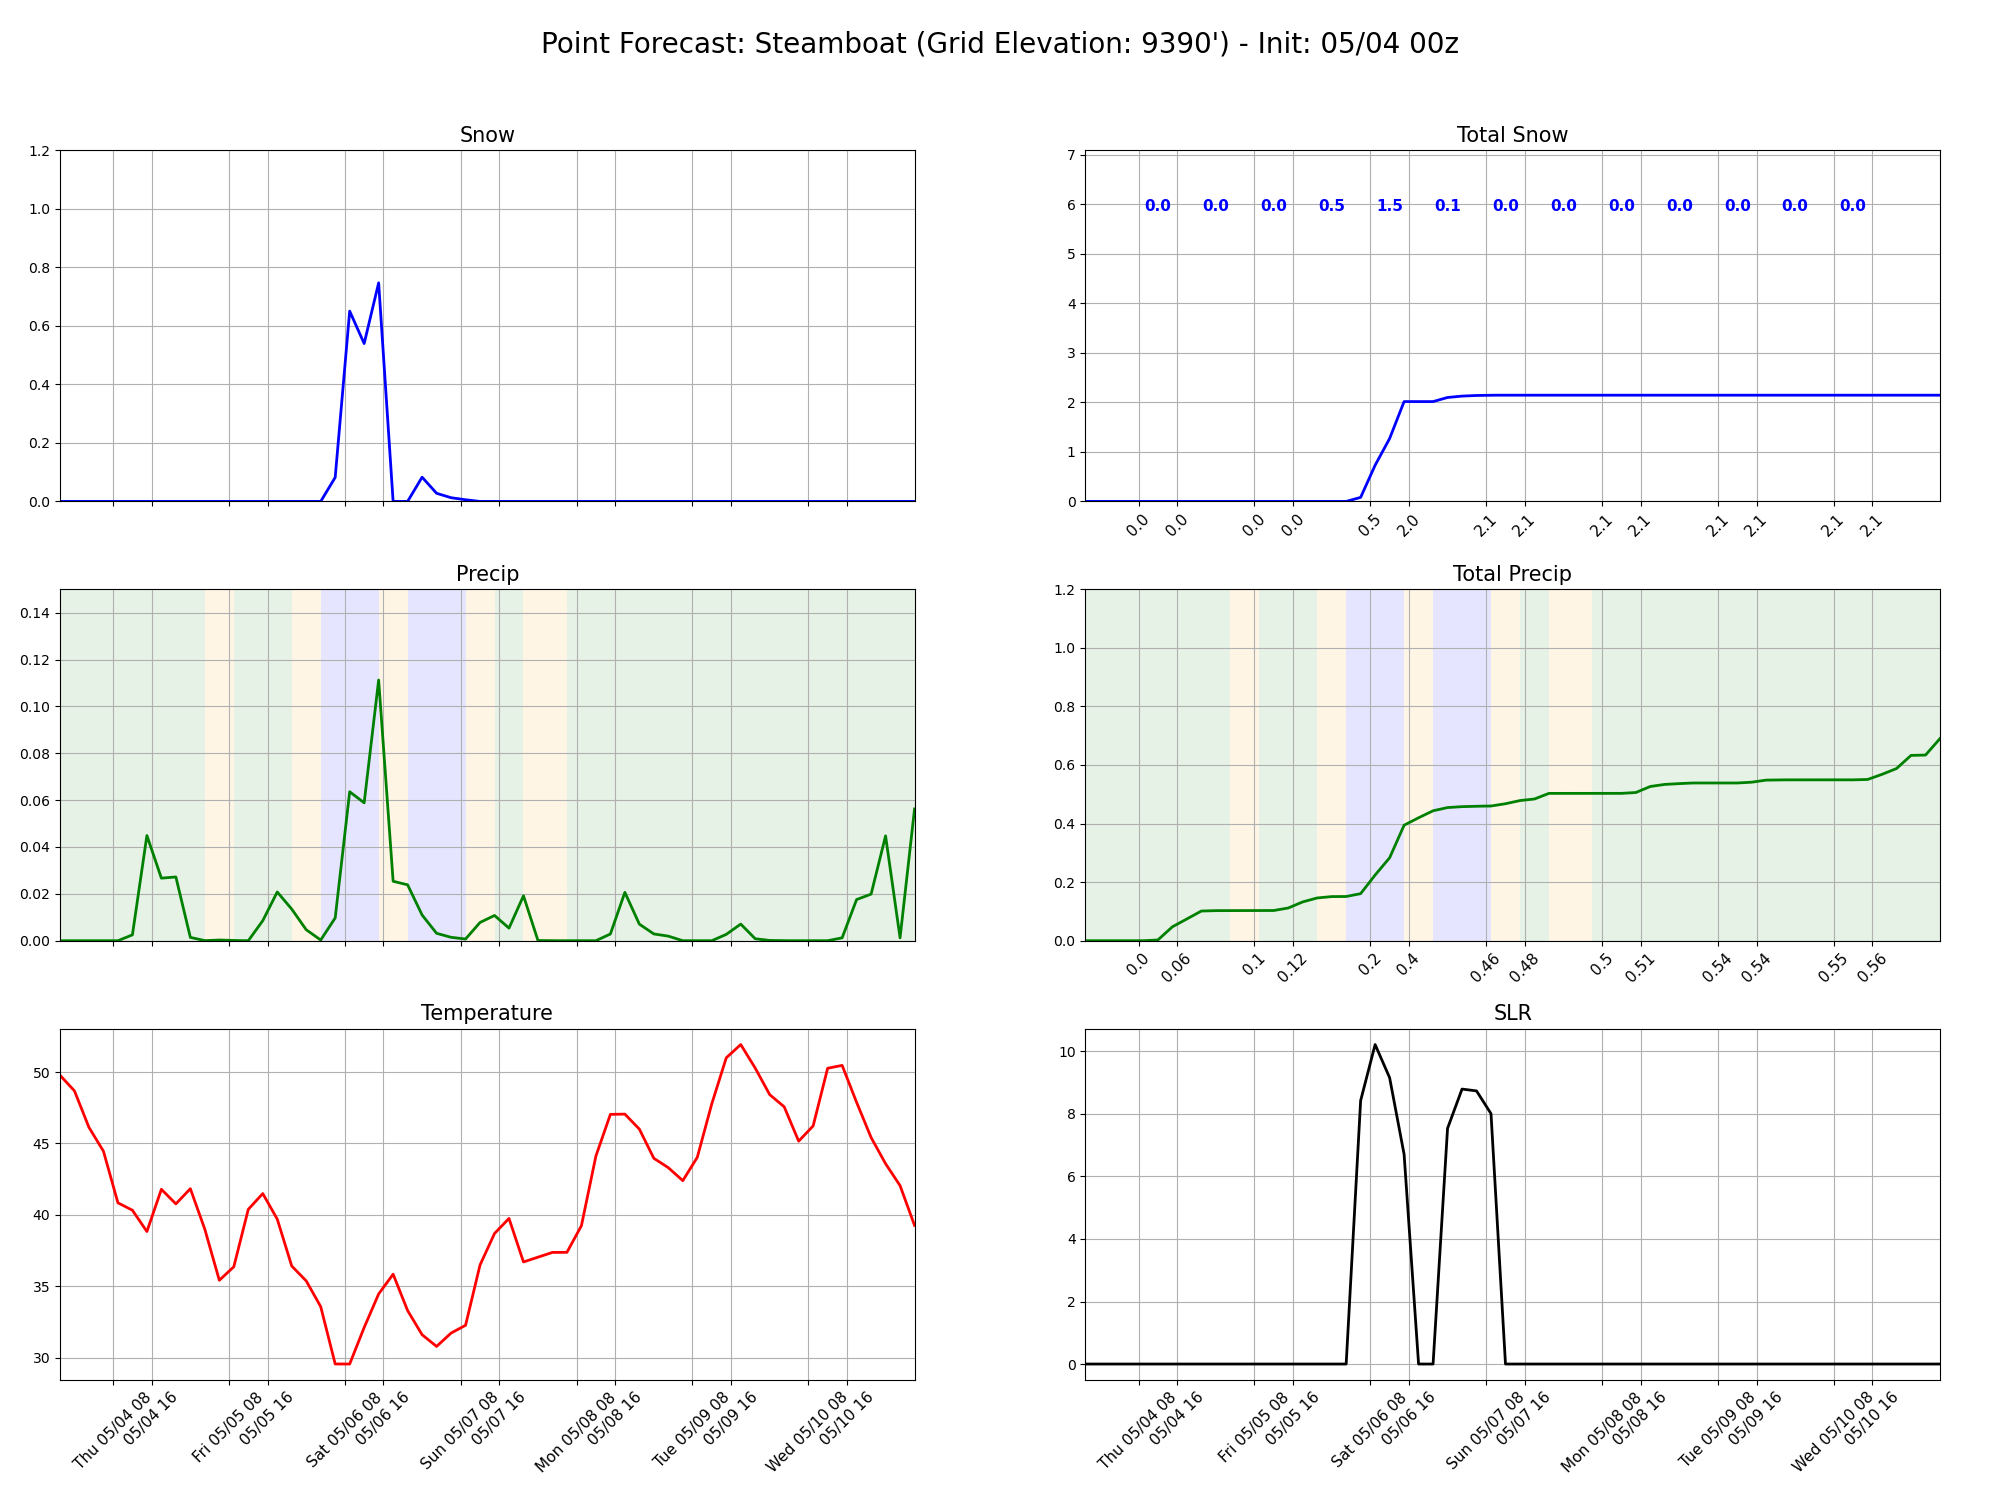 Point Forecast: Steamboat (Grid Elevation: 9390') - Init: 05/04 00z
Snow
1.2
1.0
0.8
0.6
0.4
0.2
0.0
Total Snow
7
6
5
4
3
2
1
0
0.0 0.0 0.0 0.5 1.5 0.1 0.0 0.0 0.0 0.0 0.0 0.0 0.0
0.0 0.0 0.0 0.0 0.5 2.0 2.1 2.1 2.1 2.1 2.1 2.1 2.1 2.1
Precip
0.14
0.12
0.10
0.08
0.06
0.04
0.02
0.00
Total Precip
1.2
1.0
0.8
0.6
0.4
0.2
0.0
0.0 0.06 0.1 0.12 0.2 0.4 0.46 0.48 0.5 0.51 0.54 0.54 0.55 0.56
Temperature
50
45
40
35
30
Thu 05/04 08
05/04 16
Fri 05/05 08
05/05 16
Sat 05/06 08
05/06 16
Sun 05/07 08
05/07 16
Mon 05/08 08
05/08 16
Tue 05/09 08
05/09 16
Wed 05/10 08
05/10 16
SLR
10
8
6
4
2
0
Thu 05/04 08
05/04 16
Fri 05/05 08
05/05 16
Sat 05/06 08
05/06 16
Sun 05/07 08
05/07 16
Mon 05/08 08
05/08 16
Tue 05/09 08
05/09 16
Wed 05/10 08
05/10 16